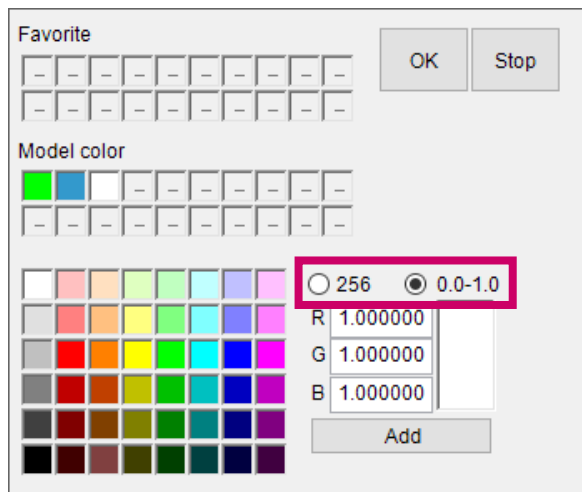 Favorite
OK Stop
– – – – – – – – – –
– – – – – – – – – –
Model color
– – – – – – –
– – – – – – – – – –
256 0.0-1.0
R 1.000000
G 1.000000
B 1.000000
Add